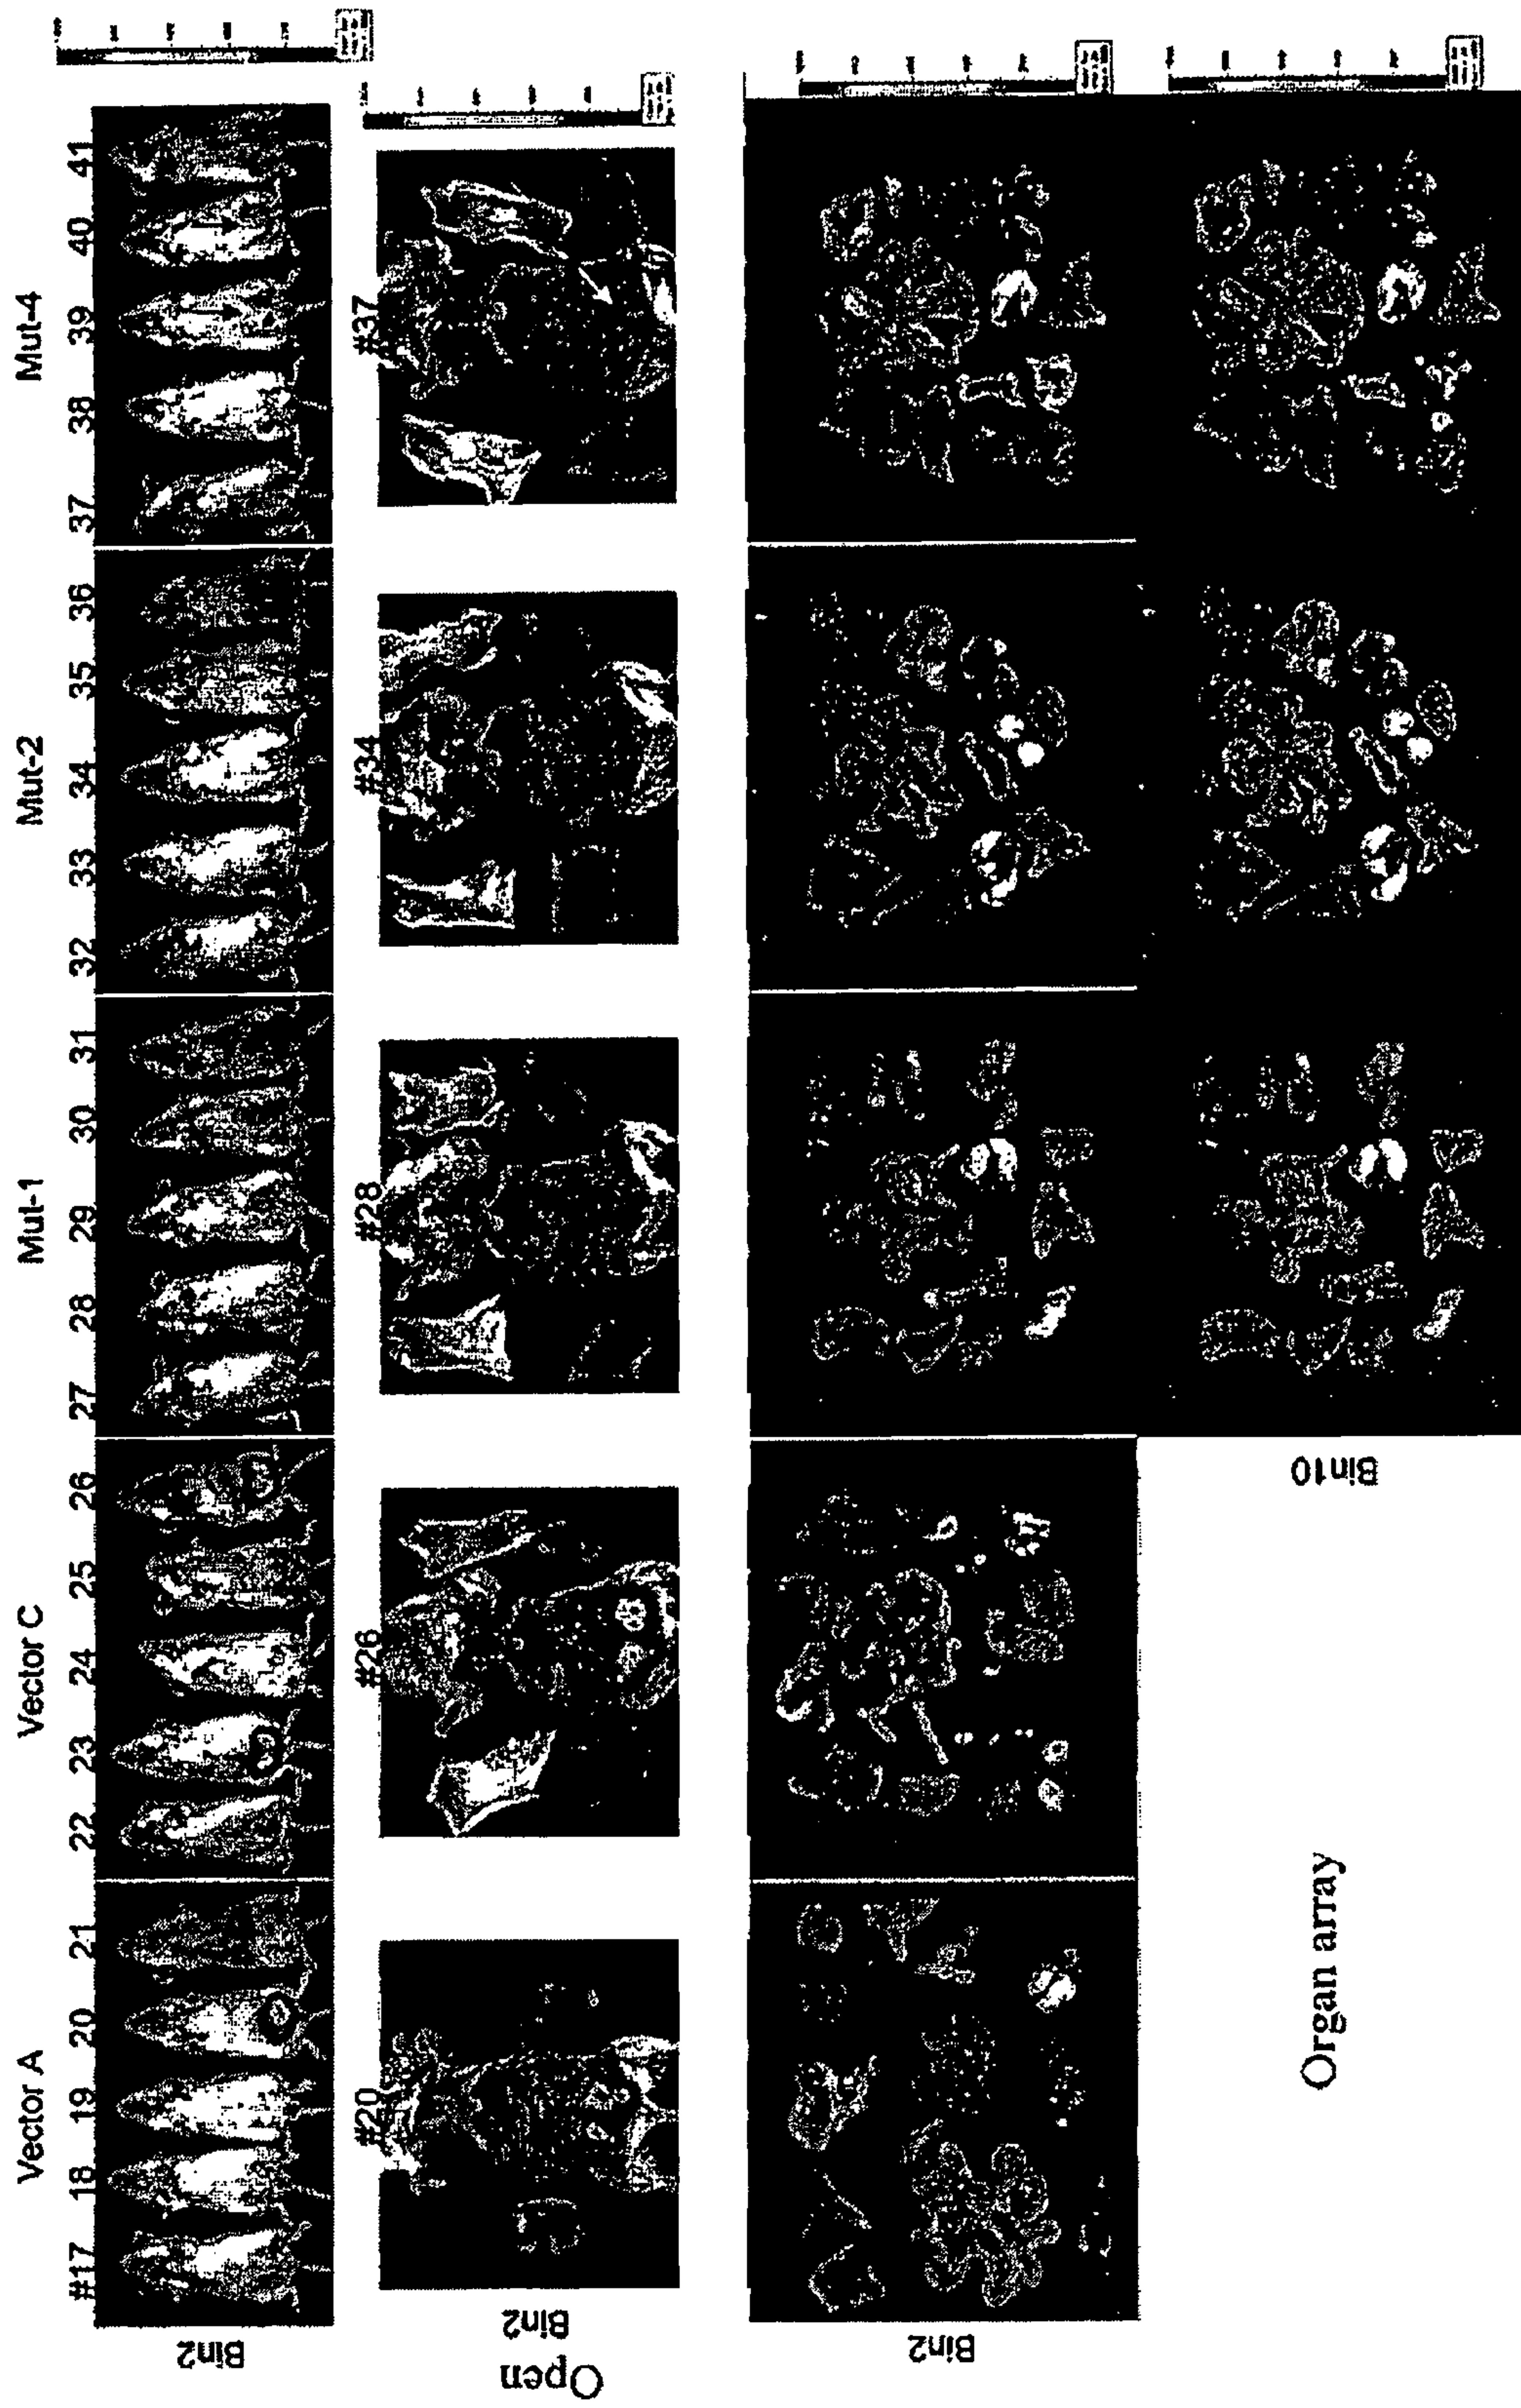 Vector A Vector C Mut-1 Mut-2 Mut-4
#17 18 19 20 21 22 23 24 25 26 27 28 29 30 31 32 33 34 35 36 37 38 39 40 41
Bin2
#20 #26 #28 #34 #37
Bin2
Open
Bin2
Bin10
Organ array